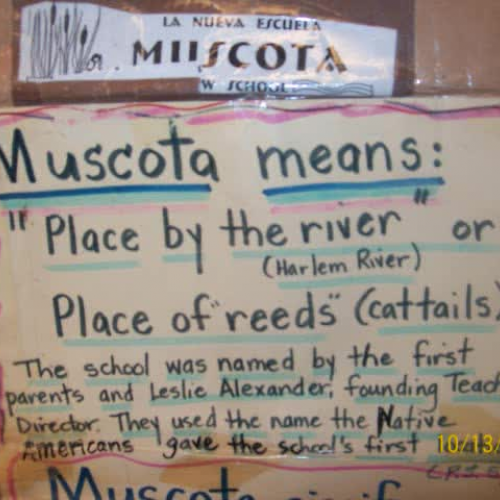 LA NUEVA ESCUELA
MUSCOTA
W SCHOOL
Muscota means:
"Place by the river" or
(Harlem River)
Place of "reeds" (cattails)
The school was named by the first
parents and Leslie Alexander, founding Teac
Director. They used the name the Native
Americans gave the school's first
10/13/
Muscota